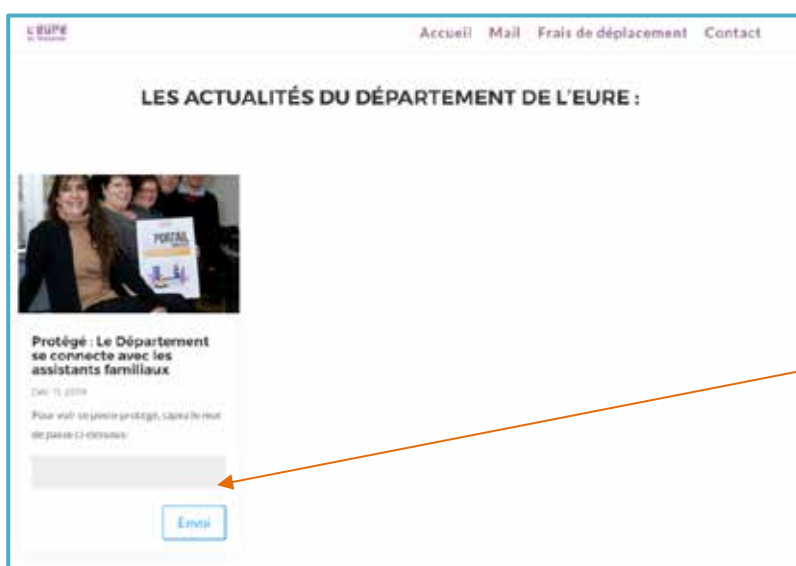 L'EURE
Accueil Mail Frais de déplacement Contact
LES ACTUALITÉS DU DÉPARTEMENT DE L'EURE :
PORTAIL
Protégé : Le Département
se connecte avec les
assistants familiaux
Pour voir ce poste protégé, tapez le mot
de passe ci-dessous:
Envoi